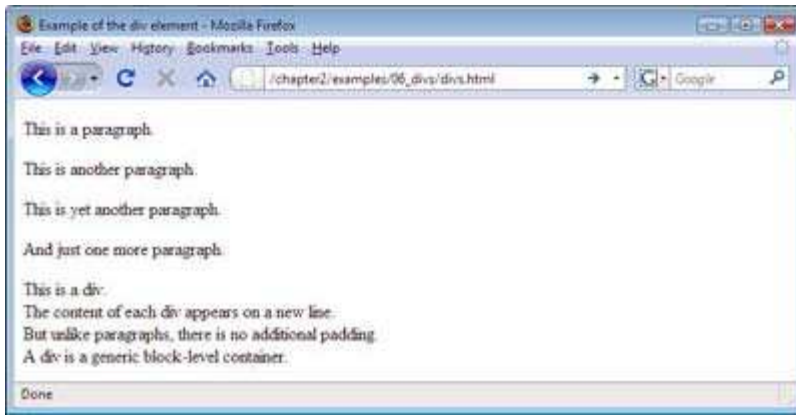 Example of the div element - Mozilla Firefox
File Edit View History Bookmarks Tools Help
/chapter2/examples/06_divs/divs.html
Google
This is a paragraph.
This is another paragraph.
This is yet another paragraph.
And just one more paragraph.
This is a div.
The content of each div appears on a new line.
But unlike paragraphs, there is no additional padding.
A div is a generic block-level container.
Done